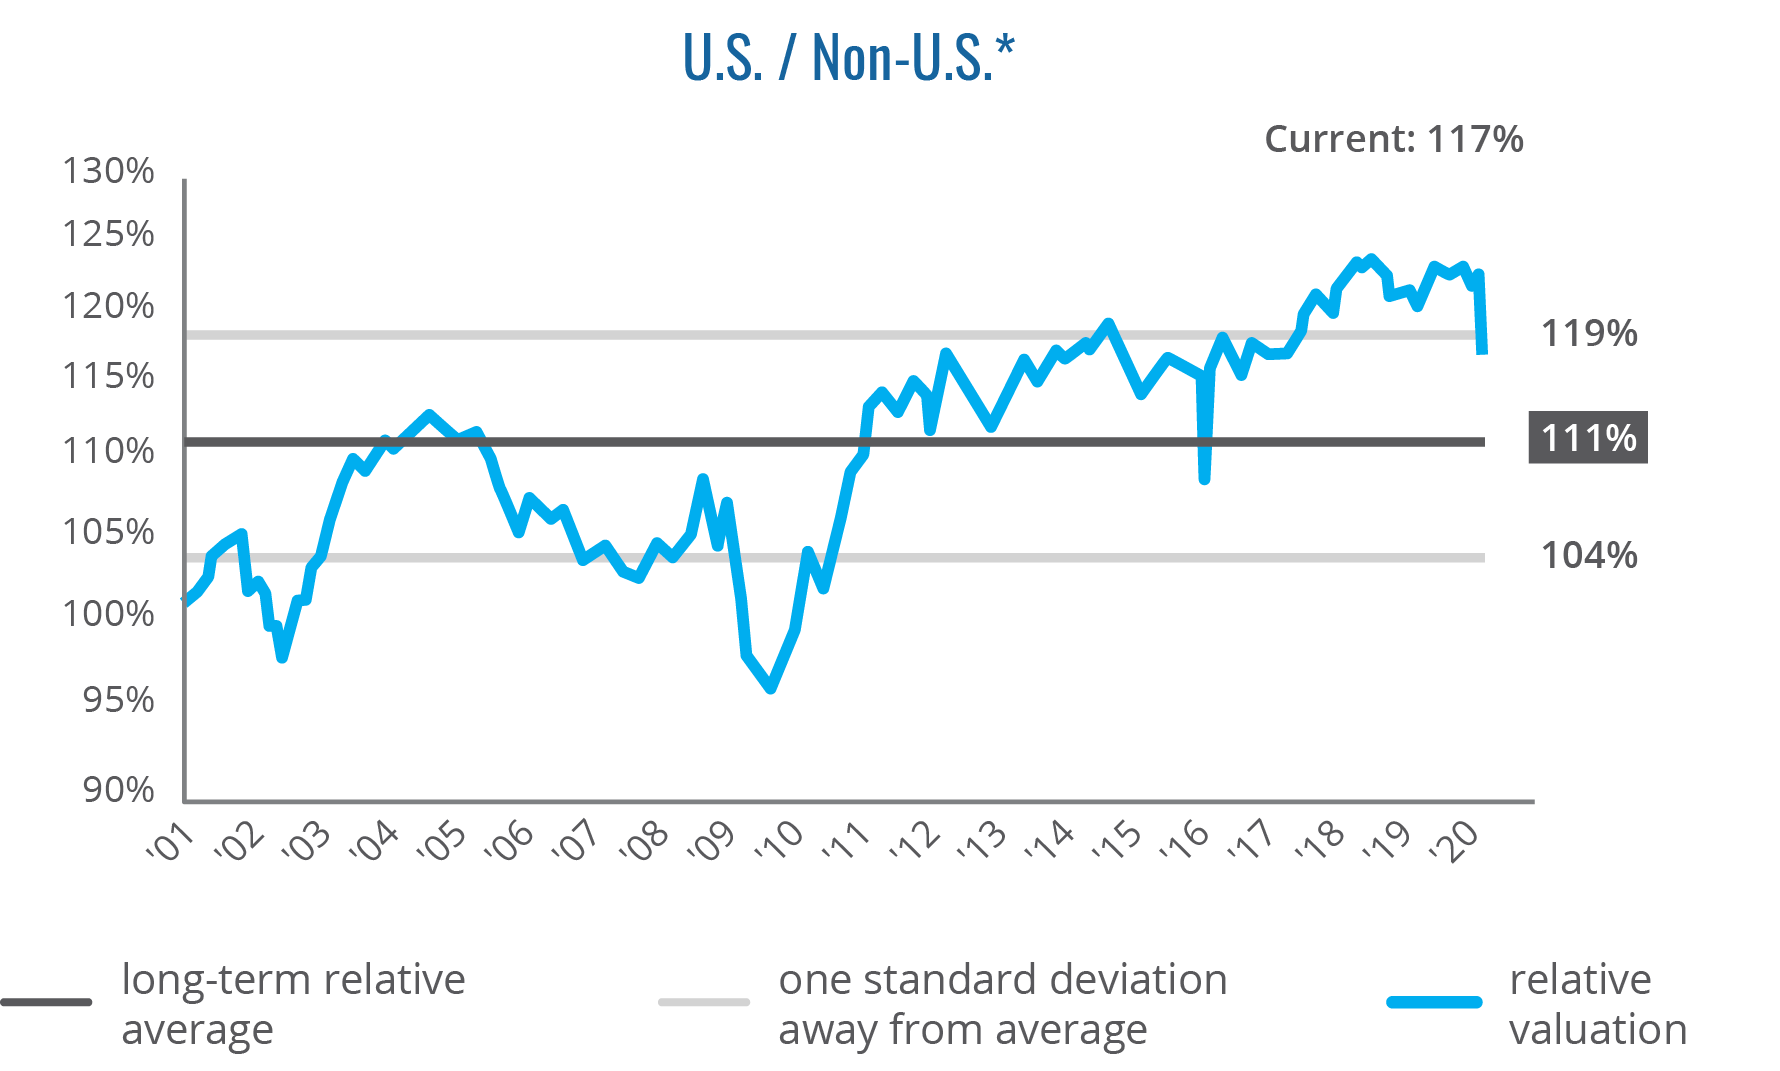 U.S. / Non-U.S.*
Current: 117%
130%
125%
120%
119%
115%
111%
110%
105%
104%
100%
95%
90%
'01 '02 '03 '04 '05 '06 '07 '08 '09 '10 '11 '12 '13 '14 '15 '16 '17 '18 '19 '20
long-term relative
average
one standard deviation
away from average
relative
valuation